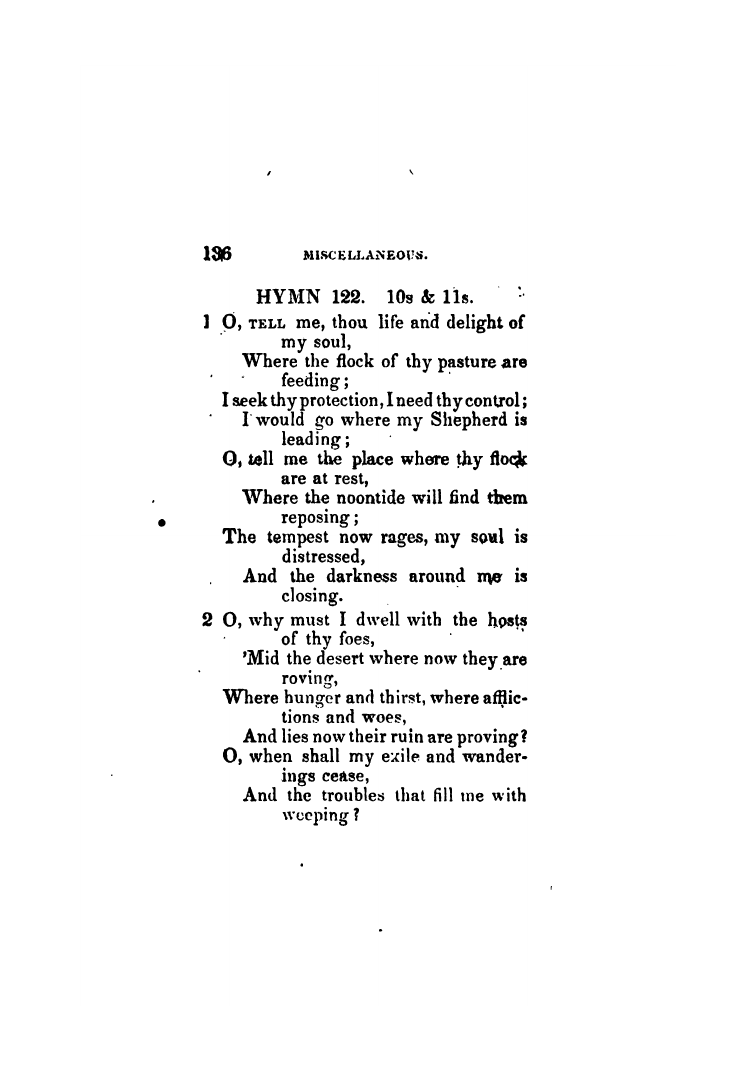 136 MISCELLANEOUS.
HYMN 122. 10s & 11s.
1 O, TELL me, thou life and delight of
my soul,
Where the flock of thy pasture are
feeding;
I seek thy protection, I need thy control;
I would go where my Shepherd is
leading;
O, tell me the place where thy flock
are at rest,
Where the noontide will find them
reposing;
The tempest now rages, my soul is
distressed,
And the darkness around me is
closing.
2 O, why must I dwell with the hosts
of thy foes,
'Mid the desert where now they are
roving,
Where hunger and thirst, where afflic-
tions and woes,
And lies now their ruin are proving?
O, when shall my exile and wander-
ings cease,
And the troubles that fill me with
weeping?